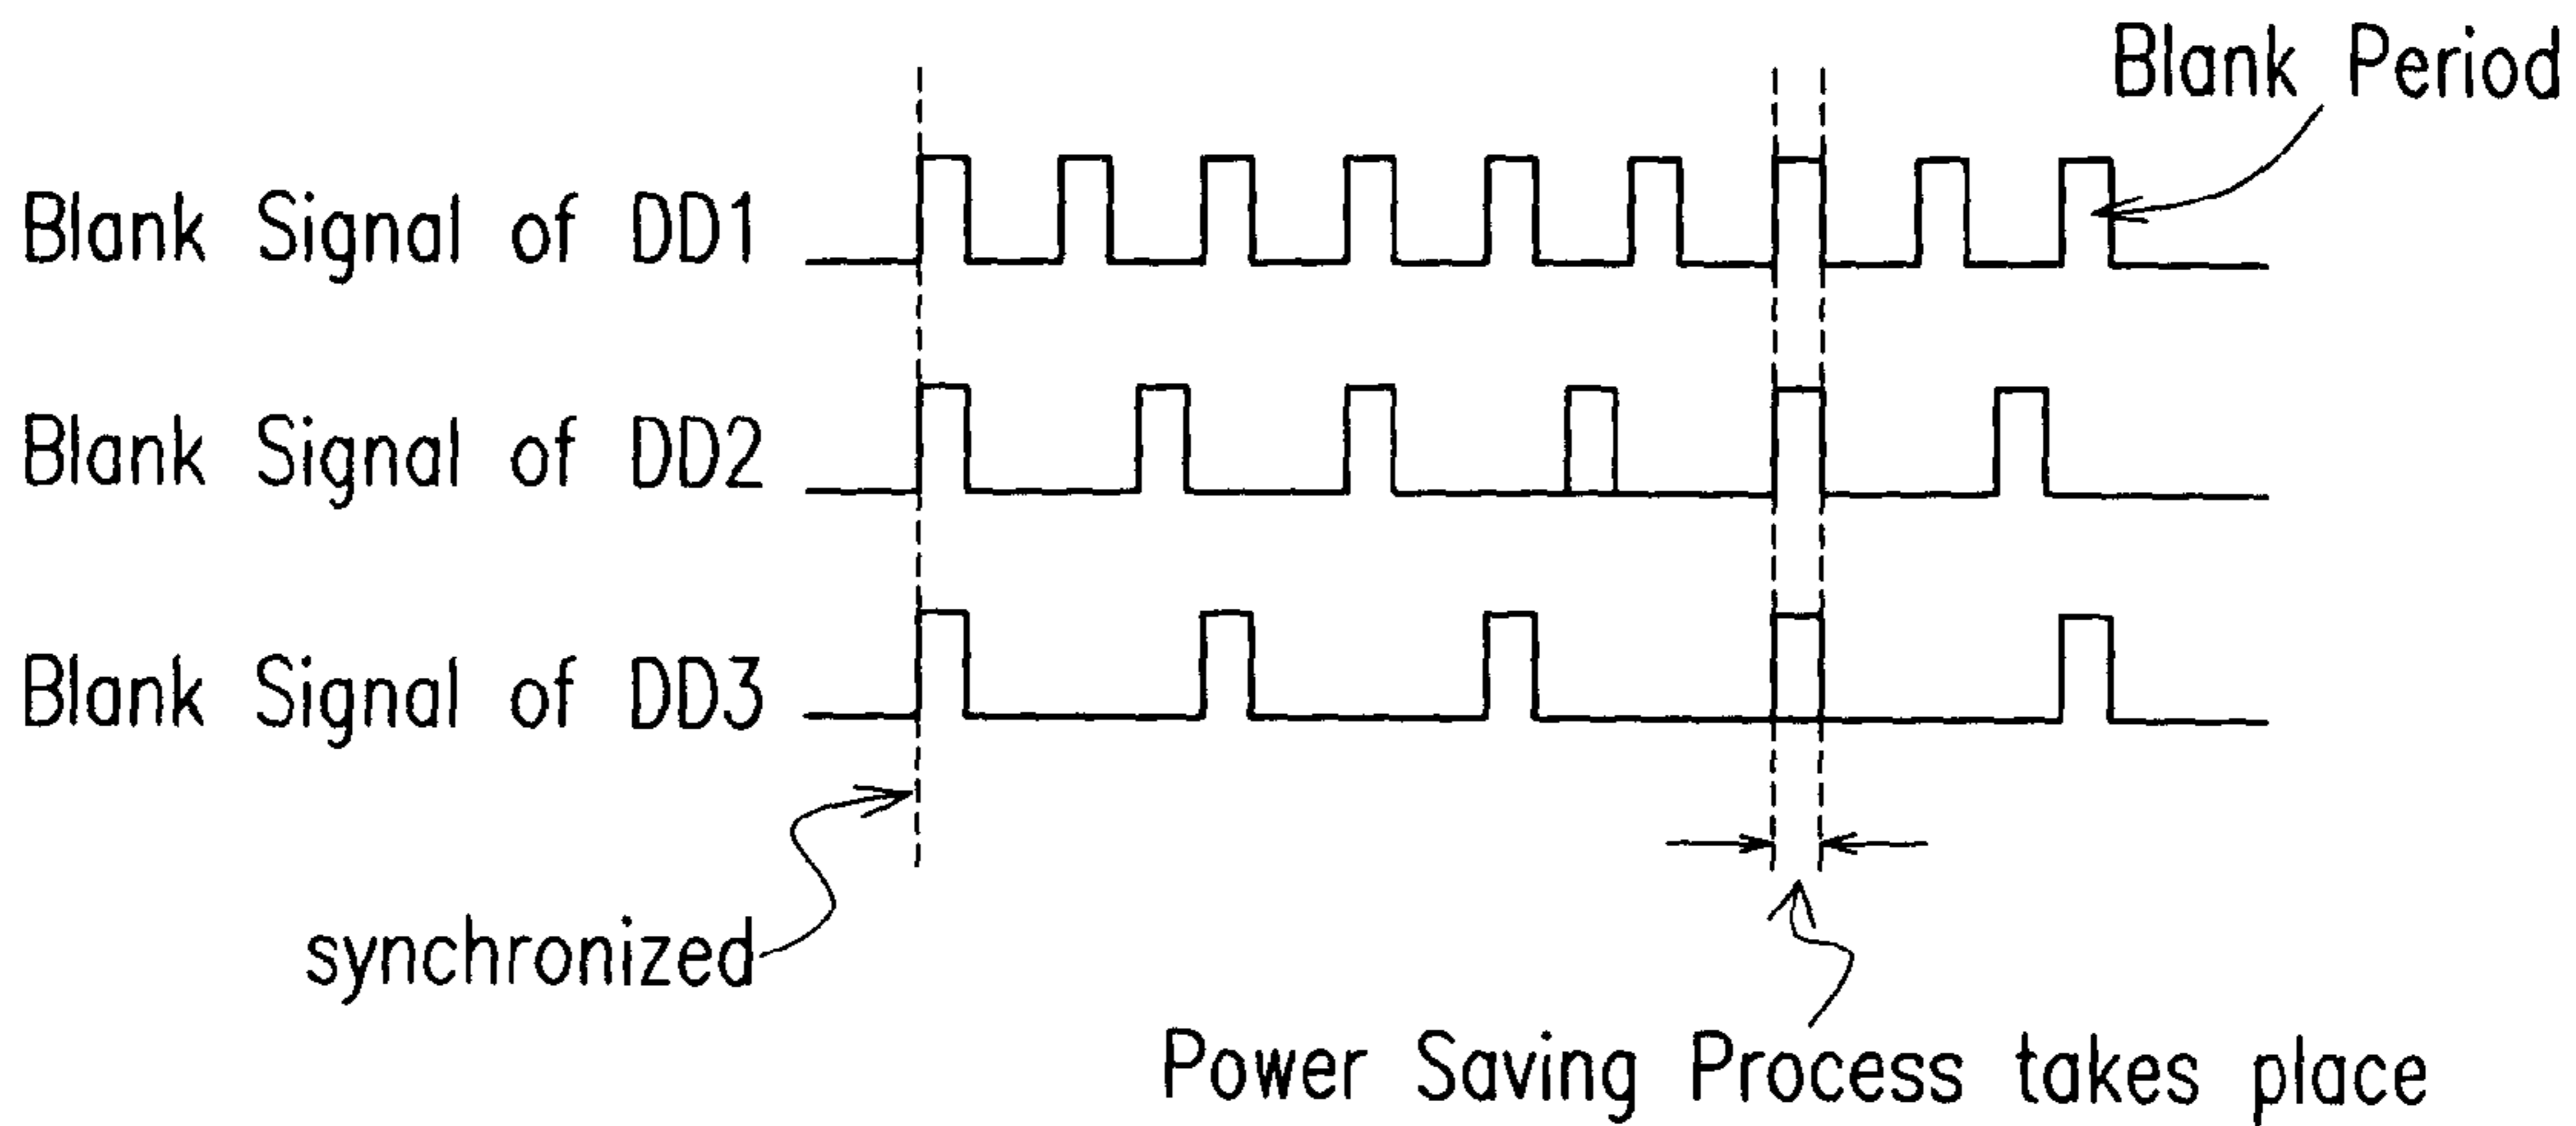 Blank Period
Blank Signal of DD1
Blank Signal of DD2
Blank Signal of DD3
synchronized
Power Saving Process takes place